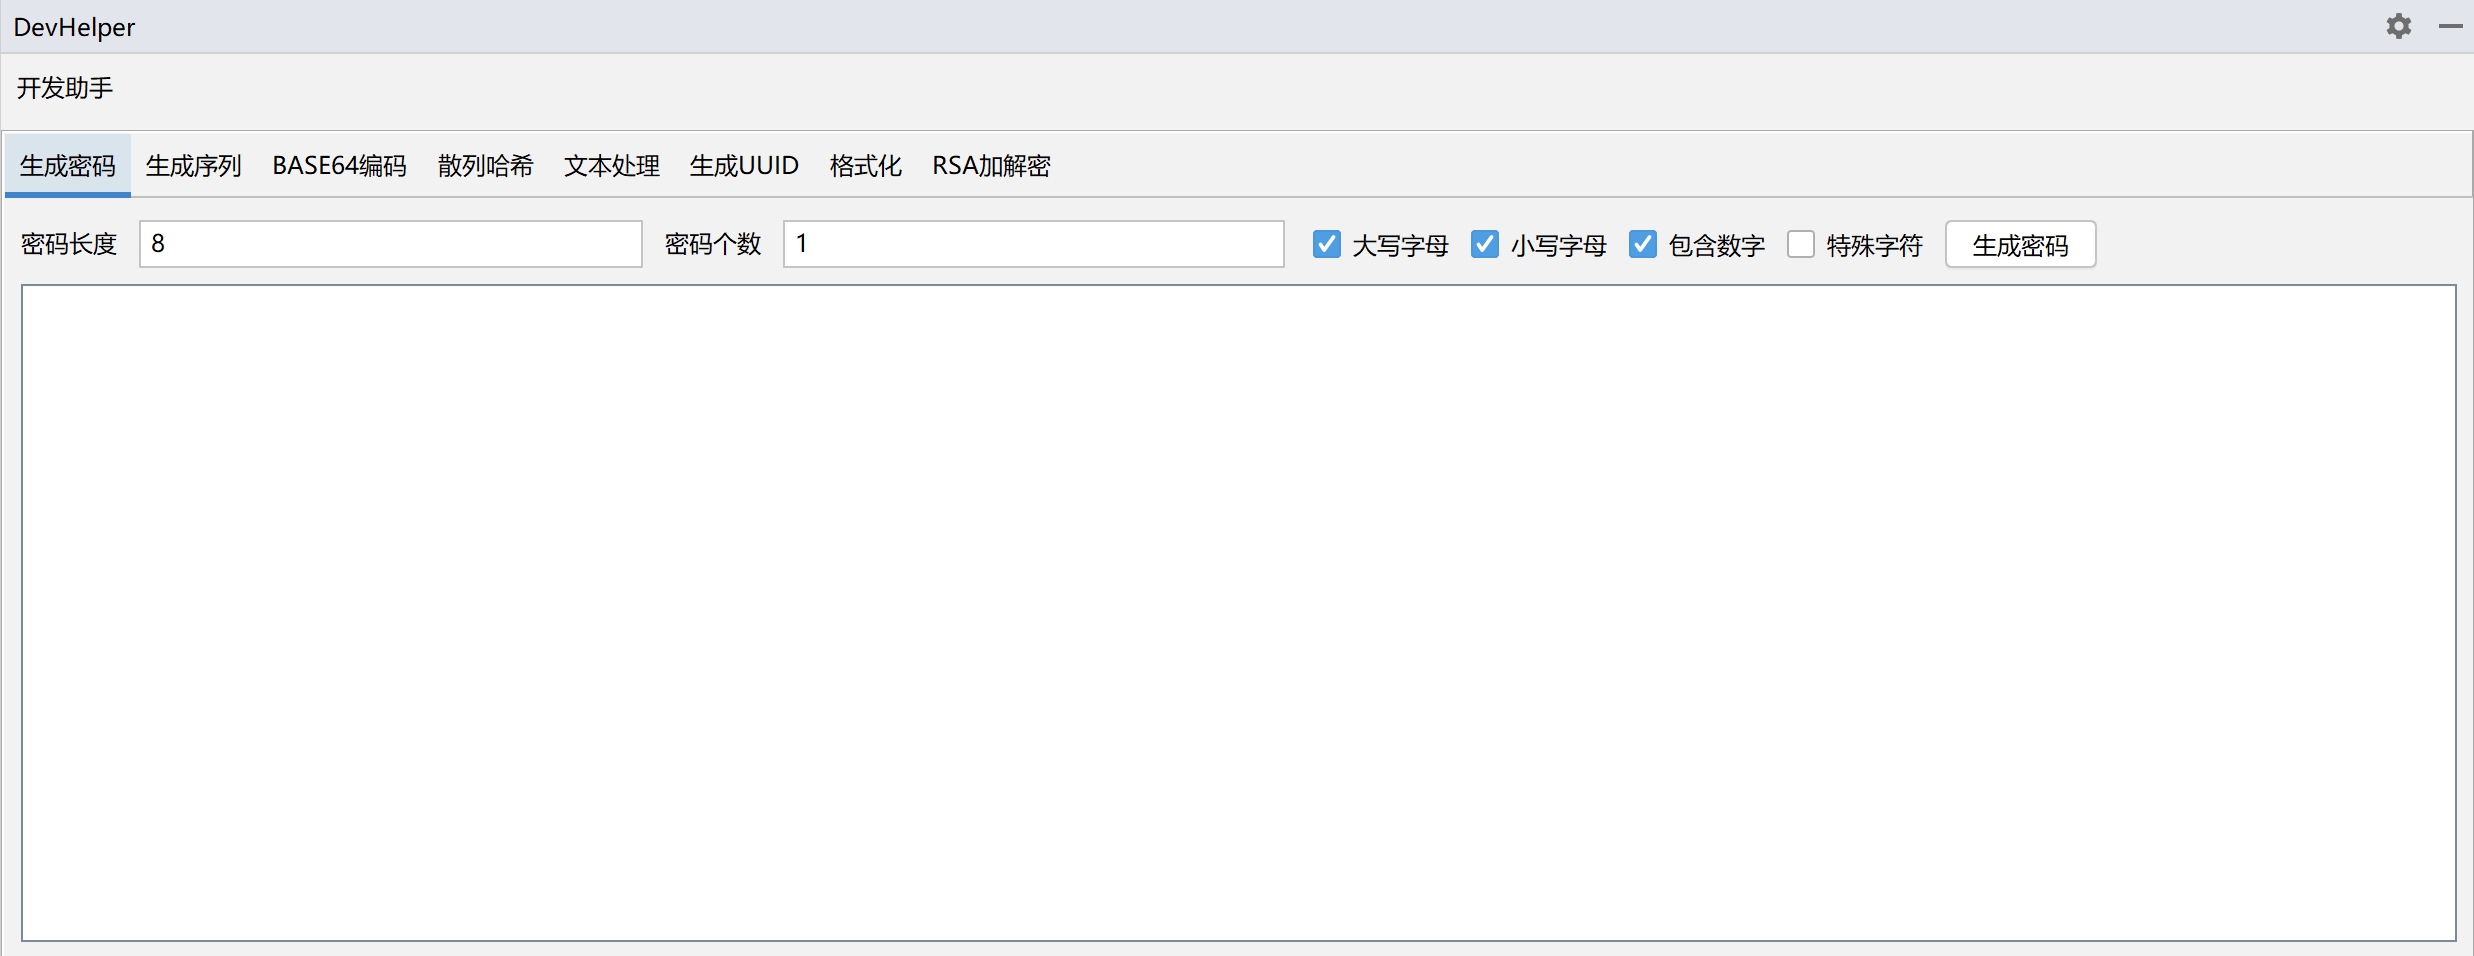 DevHelper
开发助手
生成密码 生成序列 BASE64编码 散列哈希 文本处理 生成UUID 格式化 RSA加解密
密码长度 8 密码个数 1 大写字母 小写字母 包含数字 特殊字符 生成密码